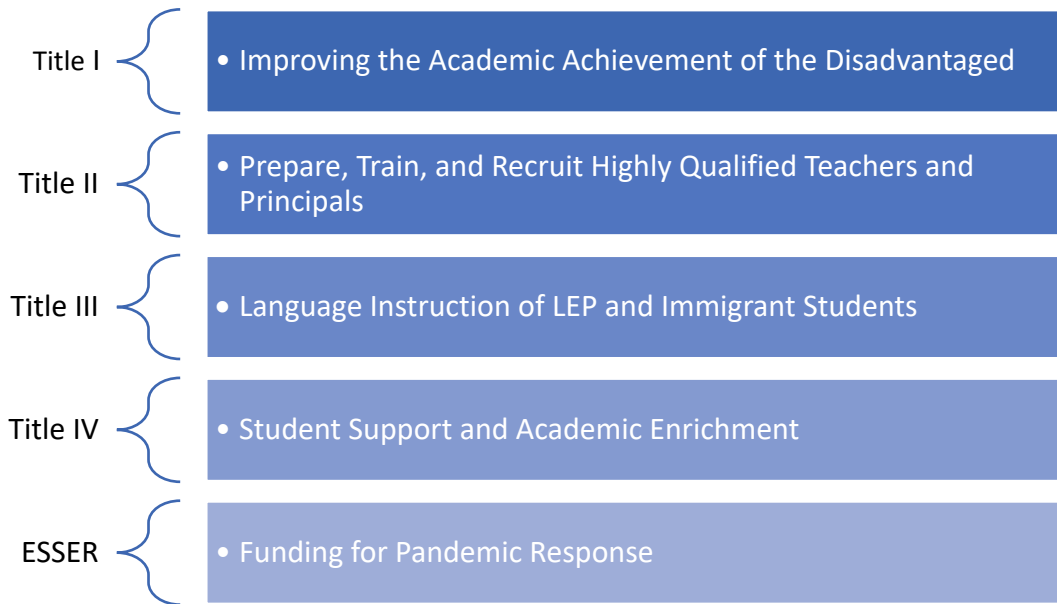 Title I
• Improving the Academic Achievement of the Disadvantaged
Title II
• Prepare, Train, and Recruit Highly Qualified Teachers and
Principals
Title III
• Language Instruction of LEP and Immigrant Students
Title IV
• Student Support and Academic Enrichment
ESSER
• Funding for Pandemic Response